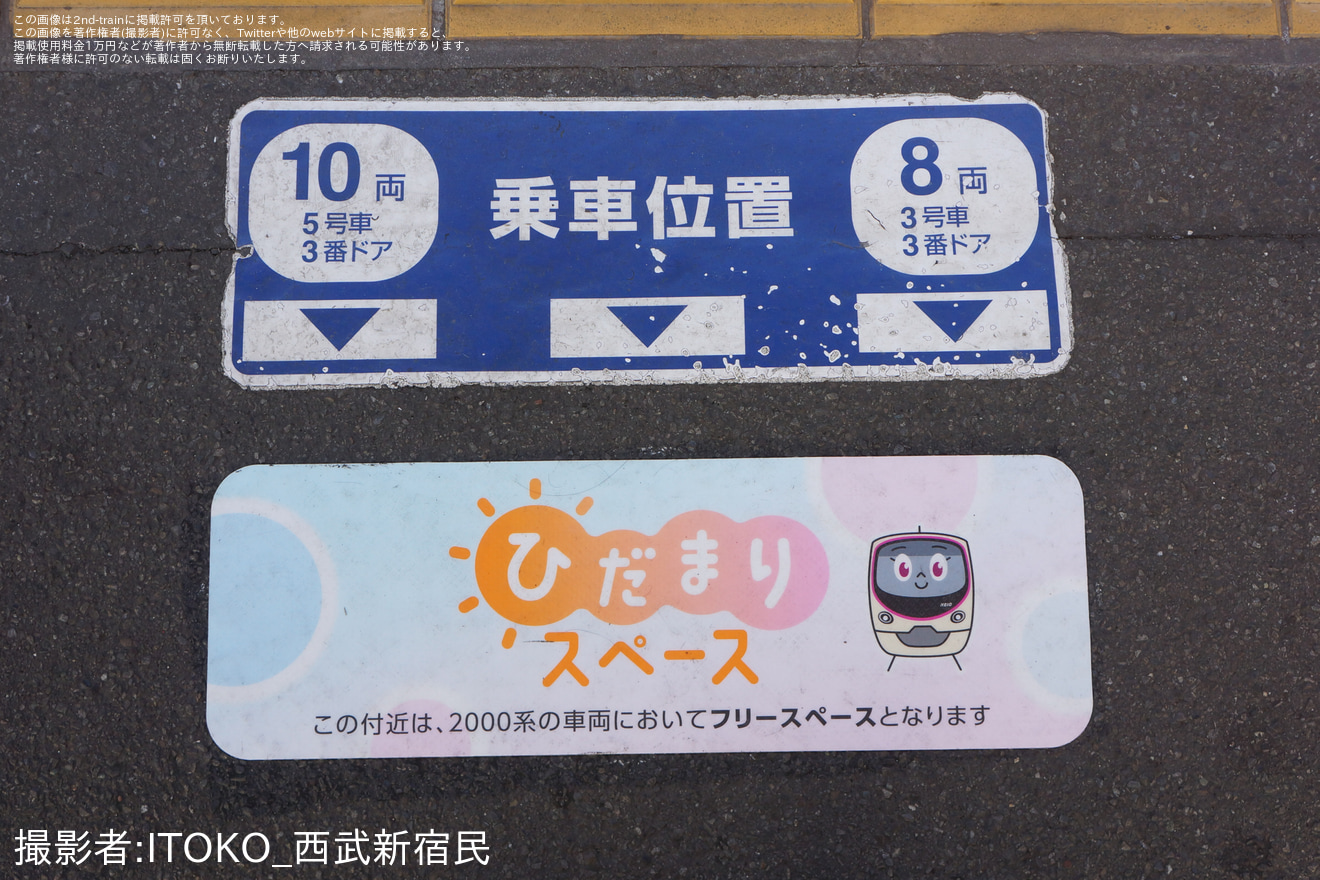 この画像は2nd-trainに掲載許可を頂いております。
この画像を著作権者(撮影者)に許可なく、Twitterや他のwebサイトに掲載すると、
掲載使用料金1万円などが著作者から無断転載した方へ請求される可能性があります。
著作権者様に許可のない転載は固くお断りいたします。
10両
5号車
3番ドア
乗車位置
8両
3号車
3番ドア
ひだまり
スペース
KEIO
この付近は、2000系の車両においてフリースペースとなります
撮影者:ITOKO_西武新宿民